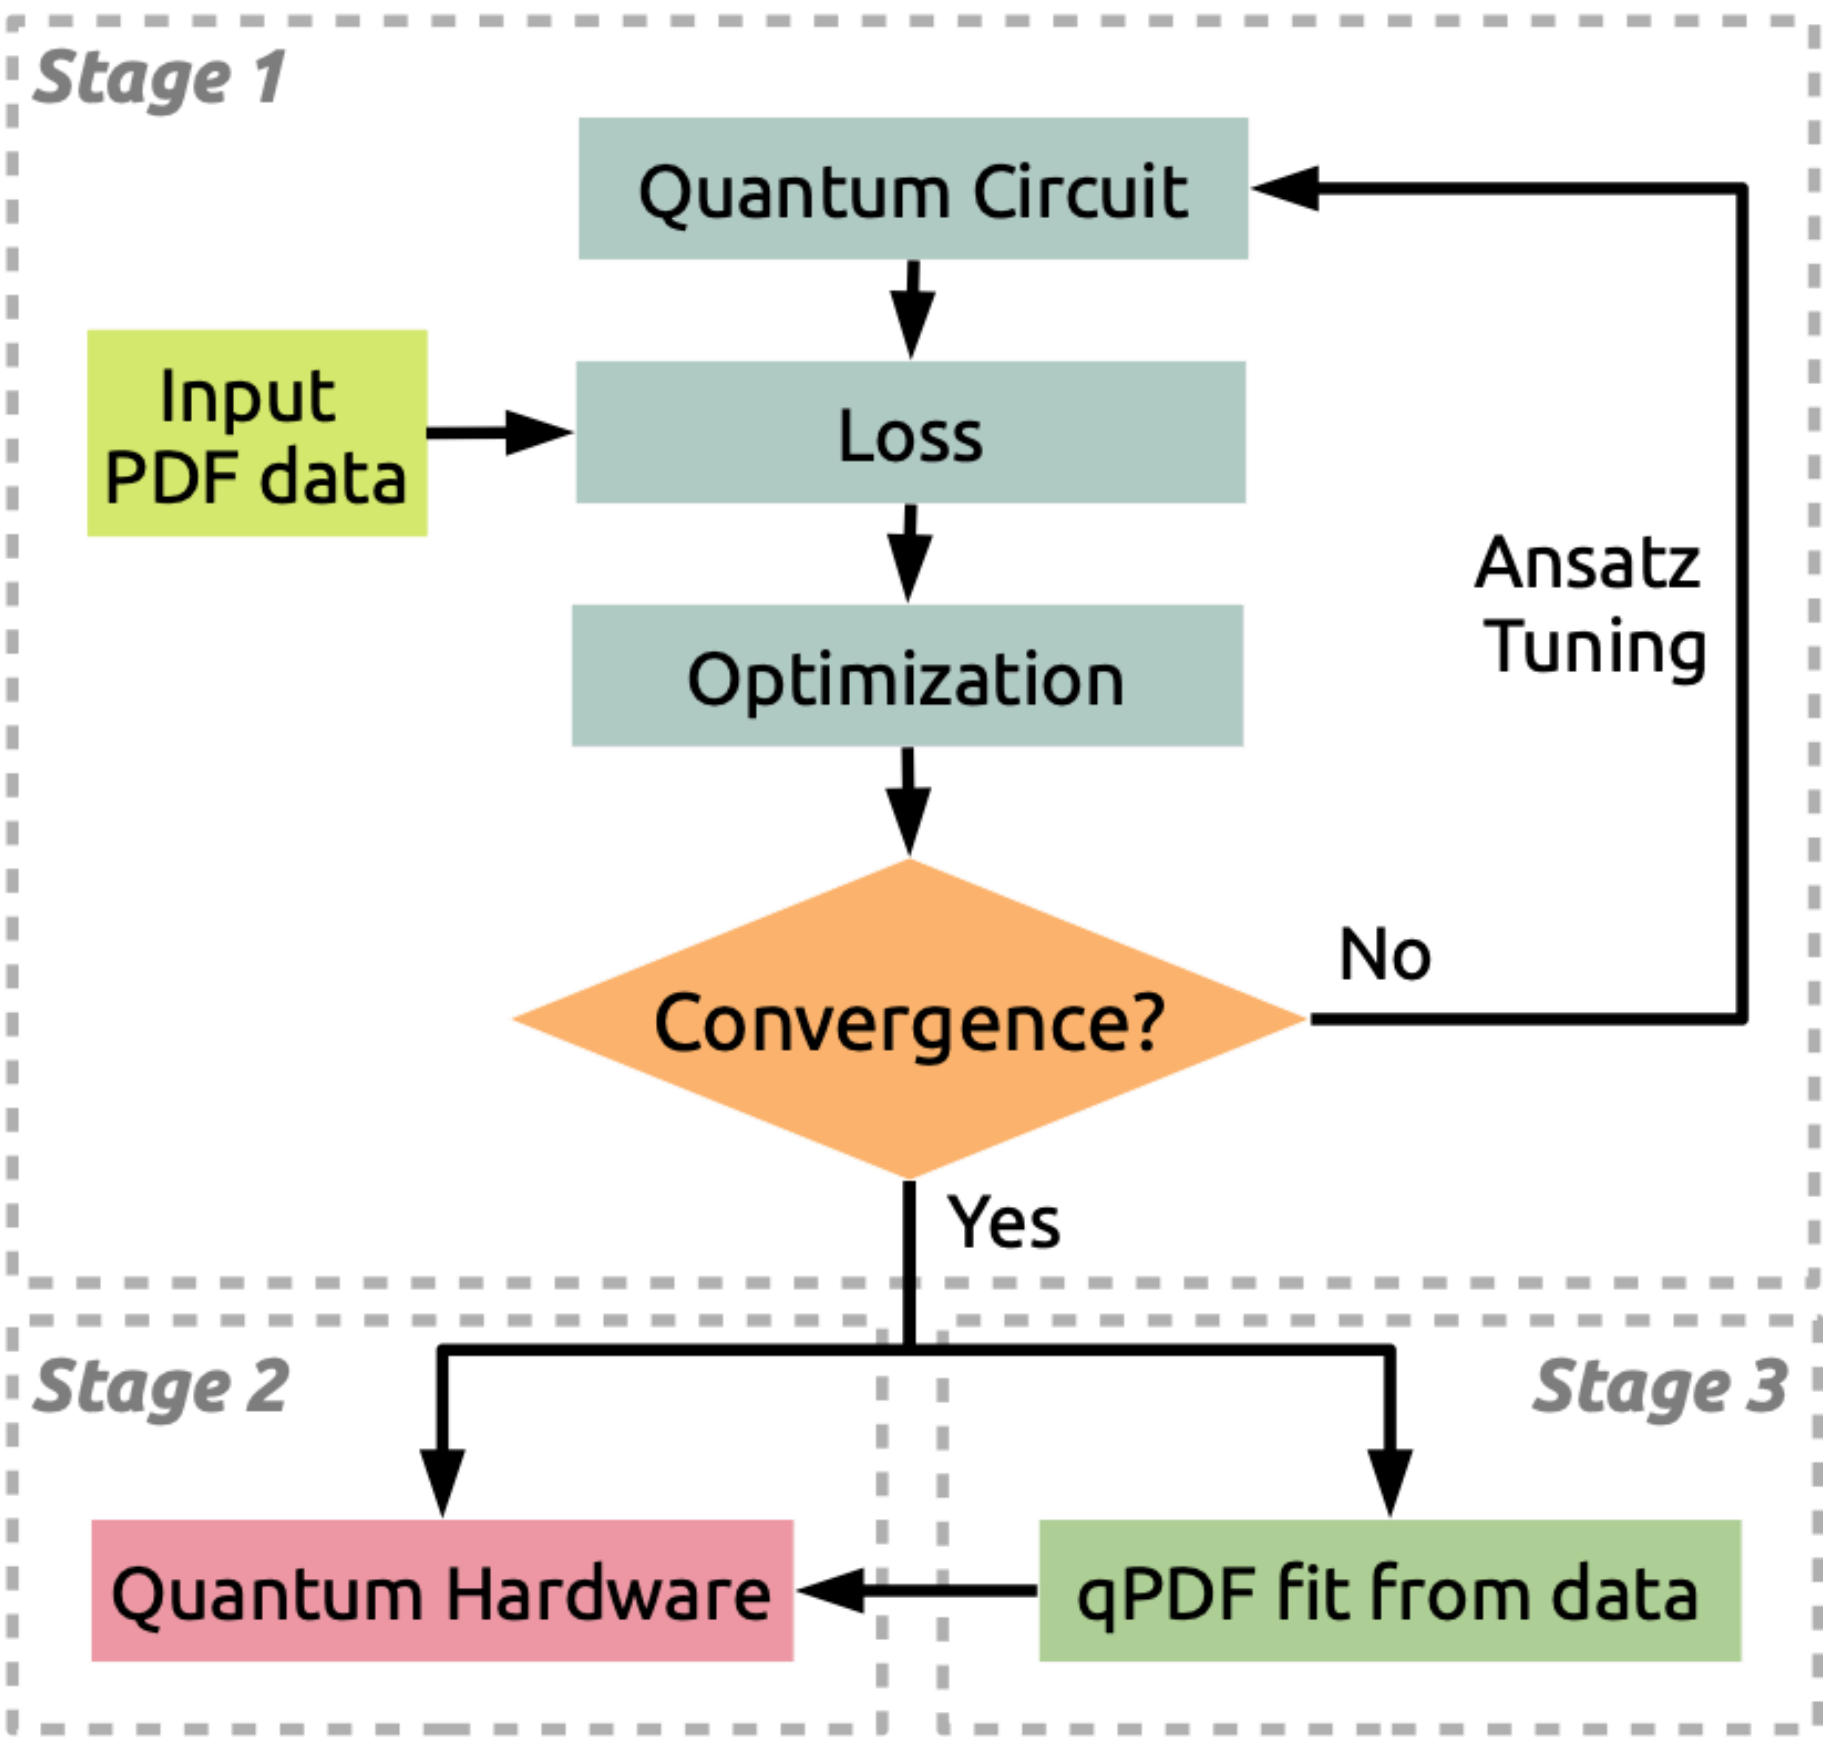 Stage 1
Quantum Circuit
Input
PDF data
Loss
Ansatz
Tuning
Optimization
No
Convergence?
Yes
Stage 2
Stage 3
Quantum Hardware
qPDF fit from data